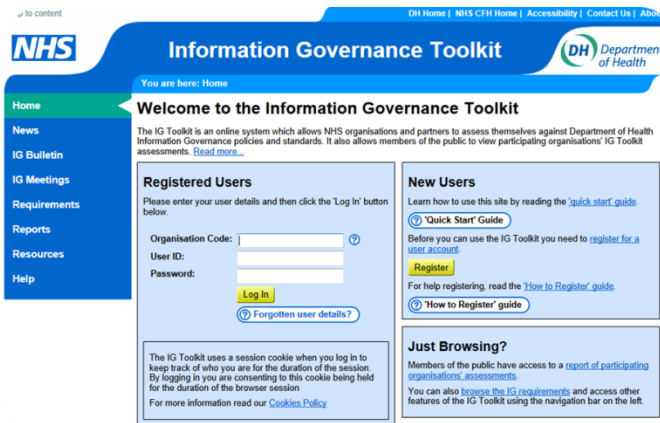 to content
DH Home | NHS CFH Home | Accessibility | Contact Us | Abou
NHS
Information Governance Toolkit
DH Departmen
of Health
You are here: Home
Home
News
IG Bulletin
IG Meetings
Requirements
Reports
Resources
Help
Welcome to the Information Governance Toolkit
The IG Toolkit is an online system which allows NHS organisations and partners to assess themselves against Department of Health
Information Governance policies and standards. It also allows members of the public to view participating organisations' IG Toolkit
assessments. Read more...
Registered Users
Please enter your user details and then click the 'Log In' button
below.
Organisation Code: ?
User ID:
Password:
Log In
? Forgotten user details?
The IG Toolkit uses a session cookie when you log in to
keep track of who you are for the duration of the session.
By logging in you are consenting to this cookie being held
for the duration of the browser session
For more information read our Cookies Policy
New Users
Learn how to use this site by reading the 'quick start' guide.
? 'Quick Start' Guide
Before you can use the IG Toolkit you need to register for a
user account.
Register
For help registering, read the 'How to Register' guide.
? 'How to Register' guide
Just Browsing?
Members of the public have access to a report of participating
organisations' assessments.
You can also browse the IG requirements and access other
features of the IG Toolkit using the navigation bar on the left.